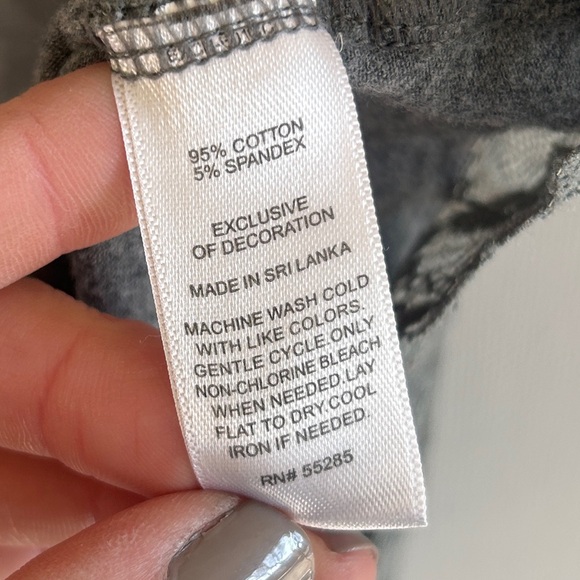 95% COTTON
5% SPANDEX
EXCLUSIVE
OF DECORATION
MADE IN SRI LANKA
MACHINE WASH COLD
WITH LIKE COLORS.
GENTLE CYCLE.ONLY
NON-CHLORINE BLEACH
WHEN NEEDED.LAY
FLAT TO DRY.COOL
IRON IF NEEDED.
RN# 55285